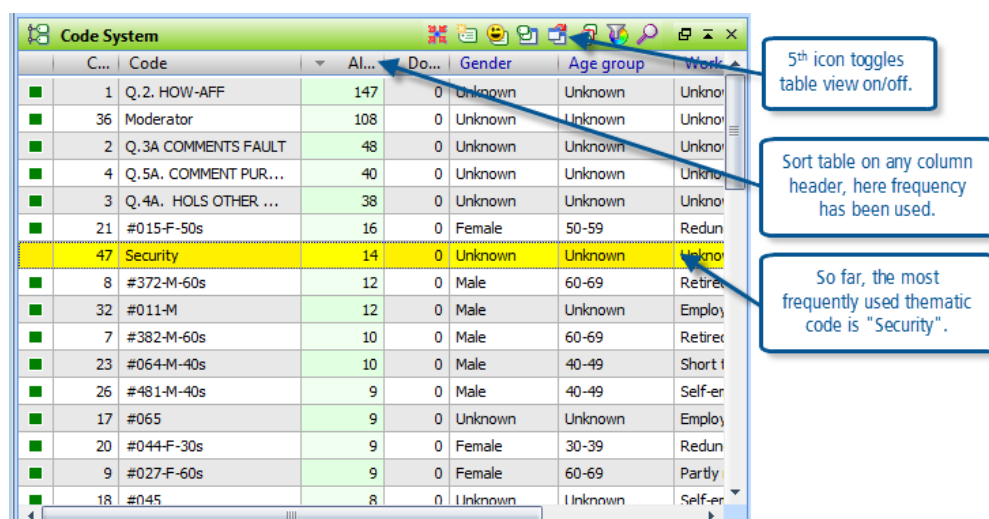 Code System
C... Code Al... Do... Gender Age group Work
1 Q.2. HOW-AFF 147 0 Unknown Unknown Unkno
36 Moderator 108 0 Unknown Unknown Unkno
2 Q.3A COMMENTS FAULT 48 0 Unknown Unknown Unkno
4 Q.5A. COMMENT PUR... 40 0 Unknown Unknown Unkno
3 Q.4A. HOLS OTHER ... 38 0 Unknown Unknown Unkno
21 #015-F-50s 16 0 Female 50-59 Redun
47 Security 14 0 Unknown Unknown Unkno
8 #372-M-60s 12 0 Male 60-69 Retired
32 #011-M 12 0 Male Unknown Employ
7 #382-M-60s 10 0 Male 60-69 Retired
23 #064-M-40s 10 0 Male 40-49 Short t
26 #481-M-40s 9 0 Male 40-49 Self-er
17 #065 9 0 Unknown Unknown Employ
20 #044-F-30s 9 0 Female 30-39 Redun
9 #027-F-60s 9 0 Female 60-69 Partly
18 #045 8 0 Unknown Unknown Self-er
5th icon toggles
table view on/off.
Sort table on any column
header, here frequency
has been used.
So far, the most
frequently used thematic
code is "Security".